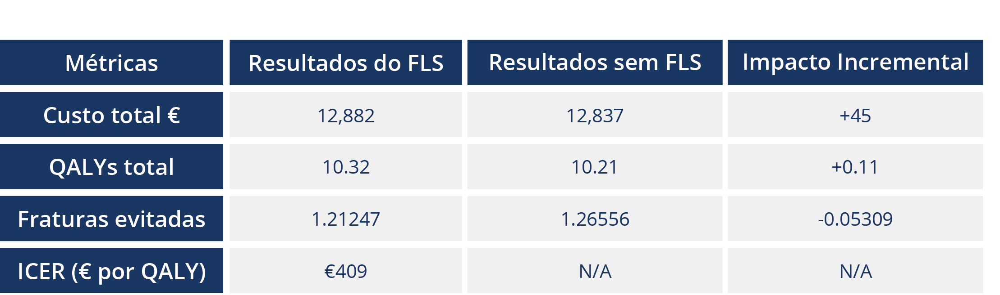 Métricas Resultados do FLS Resultados sem FLS Impacto Incremental
Custo total € 12,882 12,837 +45
QALYs total 10.32 10.21 +0.11
Fraturas evitadas 1.21247 1.26556 -0.05309
ICER (€ por QALY) €409 N/A N/A